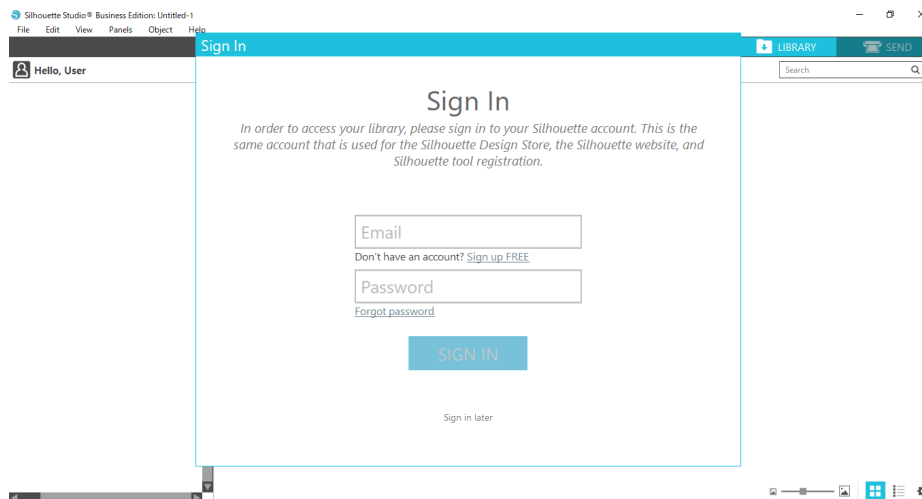 Silhouette Studio® Business Edition: Untitled-1
File Edit View Panels Object Help
Sign In
LIBRARY
SEND
Hello, User
Search
Sign In
In order to access your library, please sign in to your Silhouette account. This is the
same account that is used for the Silhouette Design Store, the Silhouette website, and
Silhouette tool registration.
Email
Don't have an account? Sign up FREE
Password
Forgot password
SIGN IN
Sign in later